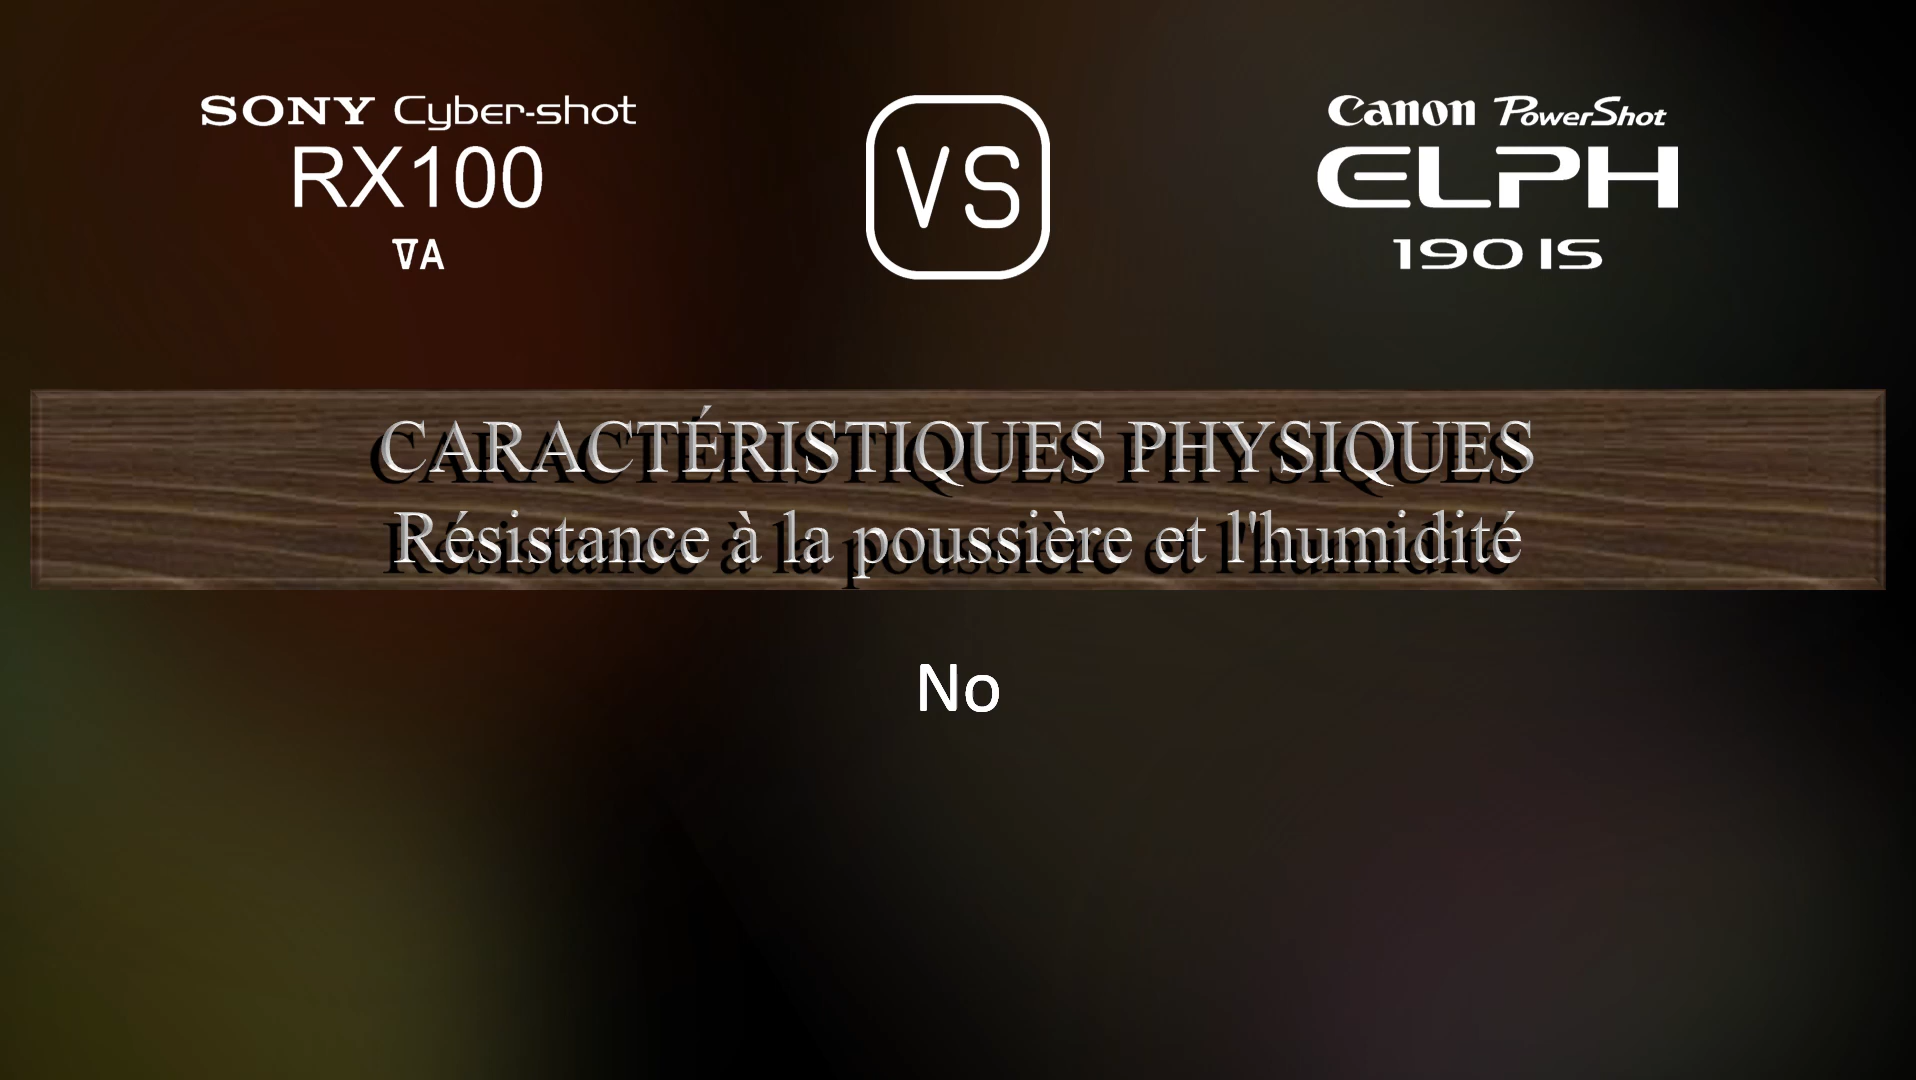 SONY Cyber-shot
RX100
VA
VS
Canon PowerShot
ELPH
190 IS
CARACTÉRISTIQUES PHYSIQUES
Résistance à la poussière et l'humidité
No